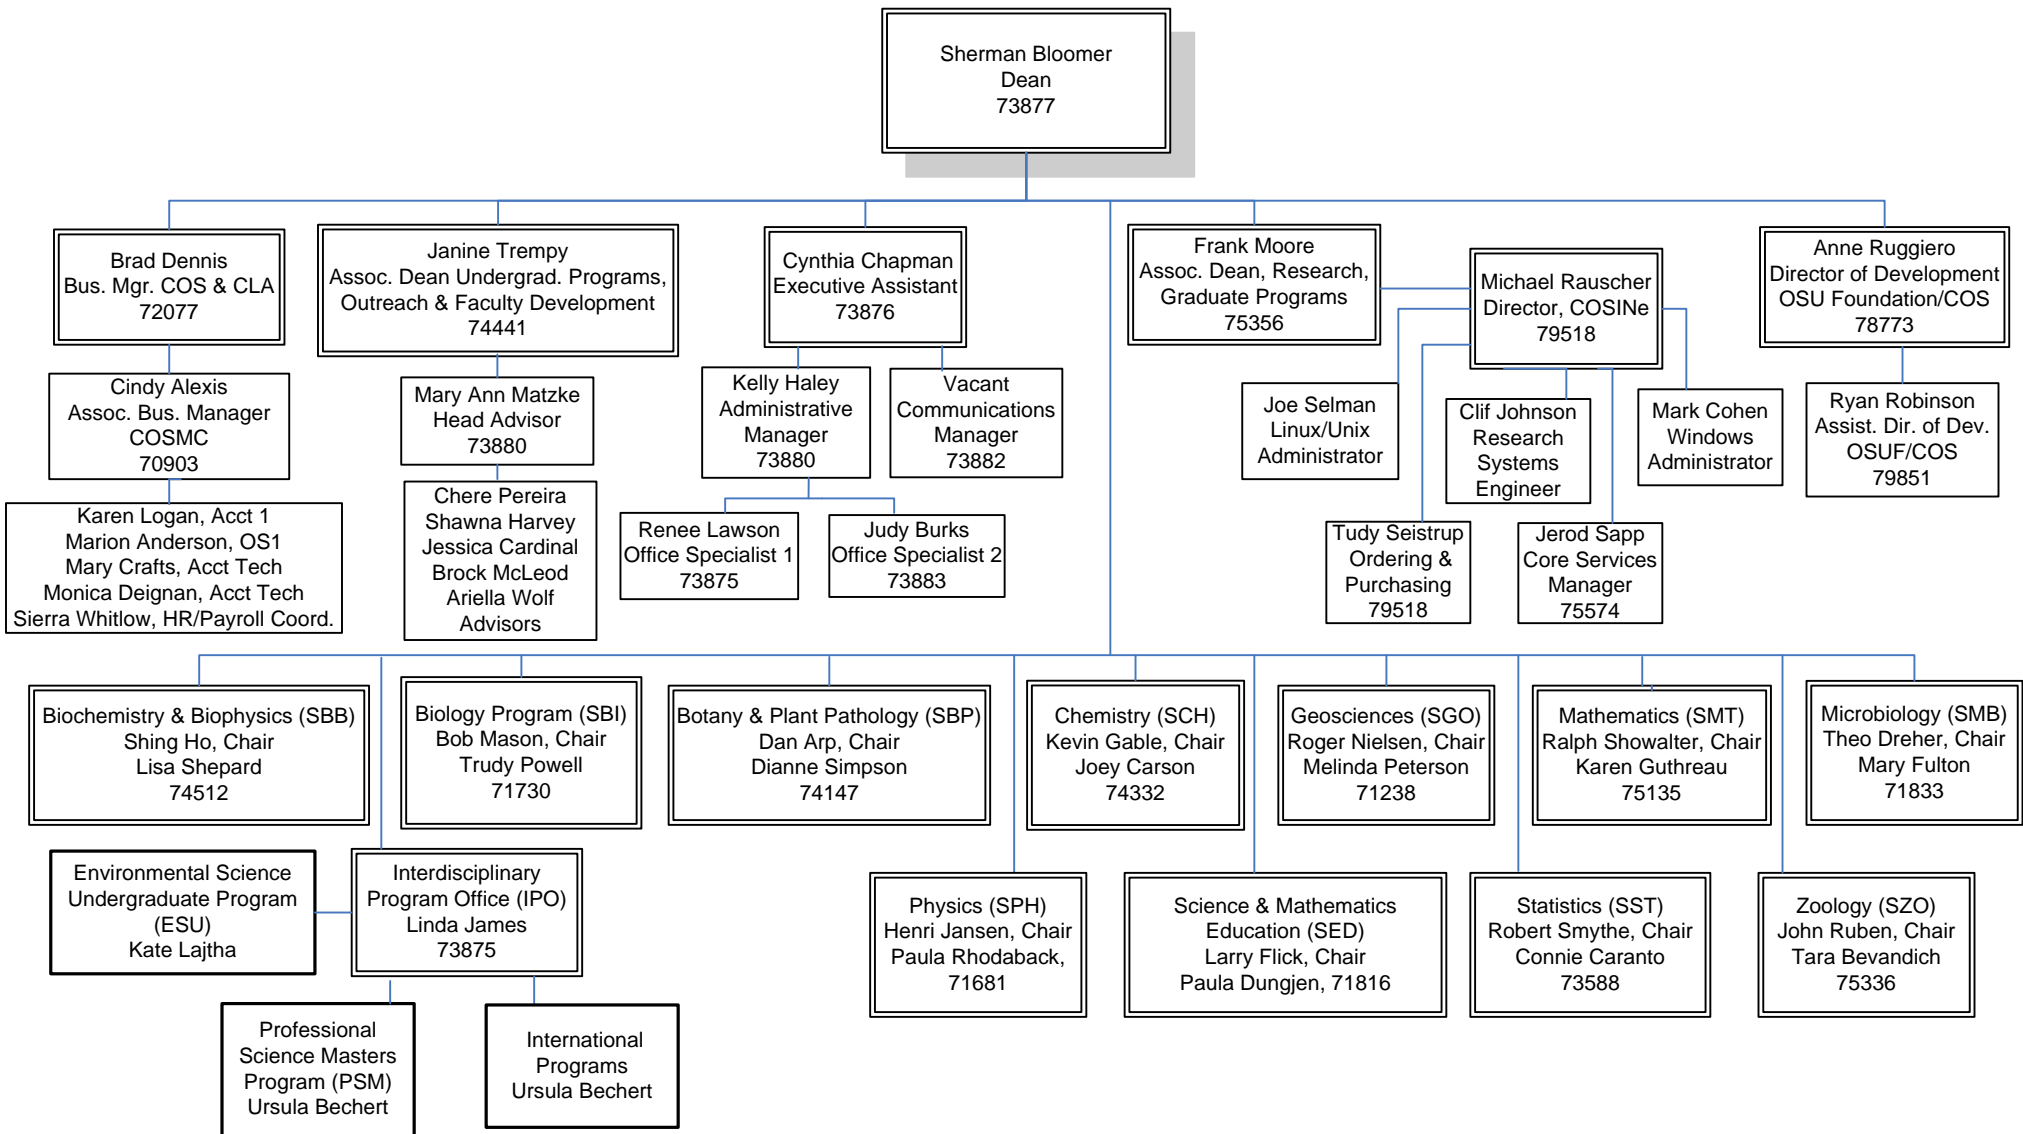 Sherman Bloomer
Dean
73877
Brad Dennis
Bus. Mgr. COS & CLA
72077
Janine Trempy
Assoc. Dean Undergrad. Programs,
Outreach & Faculty Development
74441
Cynthia Chapman
Executive Assistant
73876
Frank Moore
Assoc. Dean, Research,
Graduate Programs
75356
Michael Rauscher
Director, COSINe
79518
Anne Ruggiero
Director of Development
OSU Foundation/COS
78773
Cindy Alexis
Assoc. Bus. Manager
COSMC
70903
Mary Ann Matzke
Head Advisor
73880
Kelly Haley
Administrative
Manager
73880
Vacant
Communications
Manager
73882
Joe Selman
Linux/Unix
Administrator
Clif Johnson
Research
Systems
Engineer
Mark Cohen
Windows
Administrator
Ryan Robinson
Assist. Dir. of Dev.
OSUF/COS
79851
Karen Logan, Acct 1
Marion Anderson, OS1
Mary Crafts, Acct Tech
Monica Deignan, Acct Tech
Sierra Whitlow, HR/Payroll Coord.
Chere Pereira
Shawna Harvey
Jessica Cardinal
Brock McLeod
Ariella Wolf
Advisors
Renee Lawson
Office Specialist 1
73875
Judy Burks
Office Specialist 2
73883
Tudy Seistrup
Ordering &
Purchasing
79518
Jerod Sapp
Core Services
Manager
75574
Biochemistry & Biophysics (SBB)
Shing Ho, Chair
Lisa Shepard
74512
Biology Program (SBI)
Bob Mason, Chair
Trudy Powell
71730
Botany & Plant Pathology (SBP)
Dan Arp, Chair
Dianne Simpson
74147
Chemistry (SCH)
Kevin Gable, Chair
Joey Carson
74332
Geosciences (SGO)
Roger Nielsen, Chair
Melinda Peterson
71238
Mathematics (SMT)
Ralph Showalter, Chair
Karen Guthreau
75135
Microbiology (SMB)
Theo Dreher, Chair
Mary Fulton
71833
Environmental Science
Undergraduate Program
(ESU)
Kate Lajtha
Interdisciplinary
Program Office (IPO)
Linda James
73875
Physics (SPH)
Henri Jansen, Chair
Paula Rhodaback,
71681
Science & Mathematics
Education (SED)
Larry Flick, Chair
Paula Dungjen, 71816
Statistics (SST)
Robert Smythe, Chair
Connie Caranto
73588
Zoology (SZO)
John Ruben, Chair
Tara Bevandich
75336
Professional
Science Masters
Program (PSM)
Ursula Bechert
International
Programs
Ursula Bechert